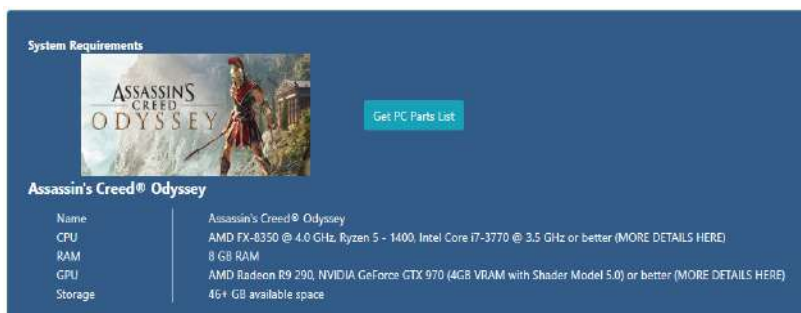 System Requirements
ASSASSIN'S
CREED
ODYSSEY
Get PC Parts List
Assassin's Creed® Odyssey
Name Assassin's Creed® Odyssey
CPU AMD FX-8350 @ 4.0 GHz, Ryzen 5 - 1400, Intel Core i7-3770 @ 3.5 GHz or better (MORE DETAILS HERE)
RAM 8 GB RAM
GPU AMD Radeon R9 290, NVIDIA GeForce GTX 970 (4GB VRAM with Shader Model 5.0) or better (MORE DETAILS HERE)
Storage 46+ GB available space